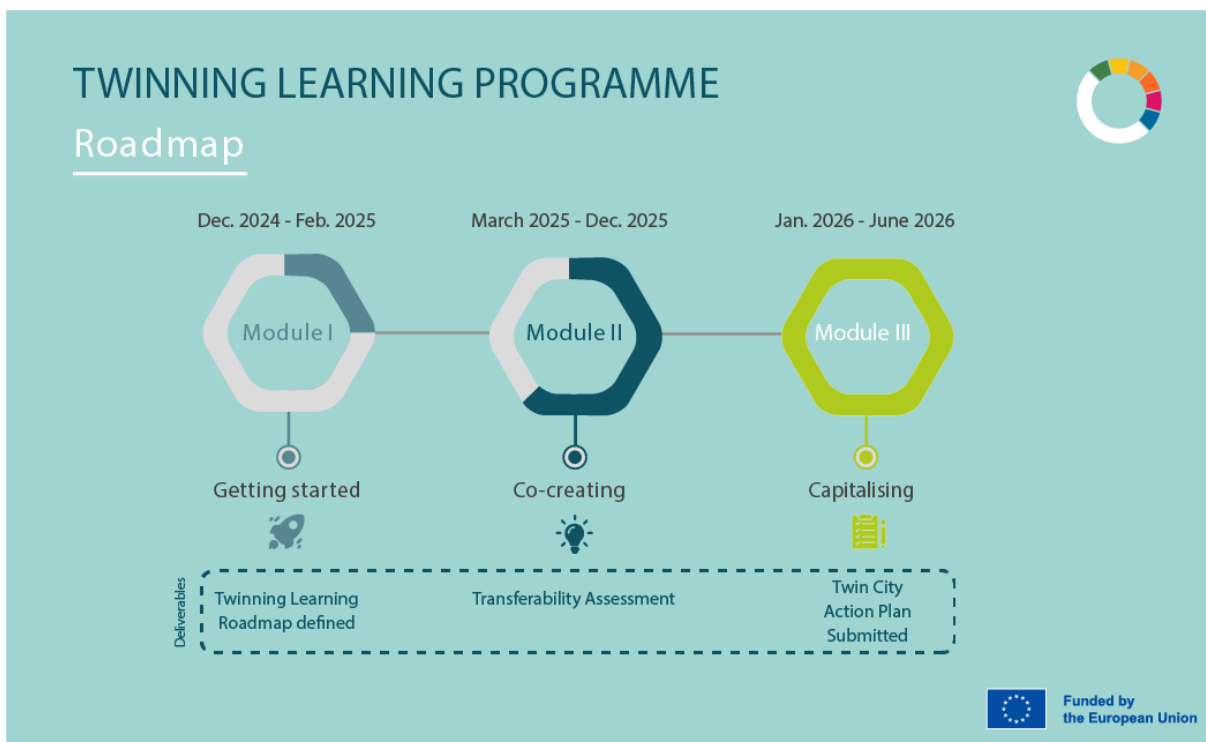 TWINNING LEARNING PROGRAMME
Roadmap
Dec. 2024 - Feb. 2025
March 2025 - Dec. 2025
Jan. 2026 - June 2026
Module I
Module II
Module III
Getting started
Co-creating
Capitalising
Deliverables
Twinning Learning
Roadmap defined
Transferability Assessment
Twin City
Action Plan
Submitted
Funded by
the European Union